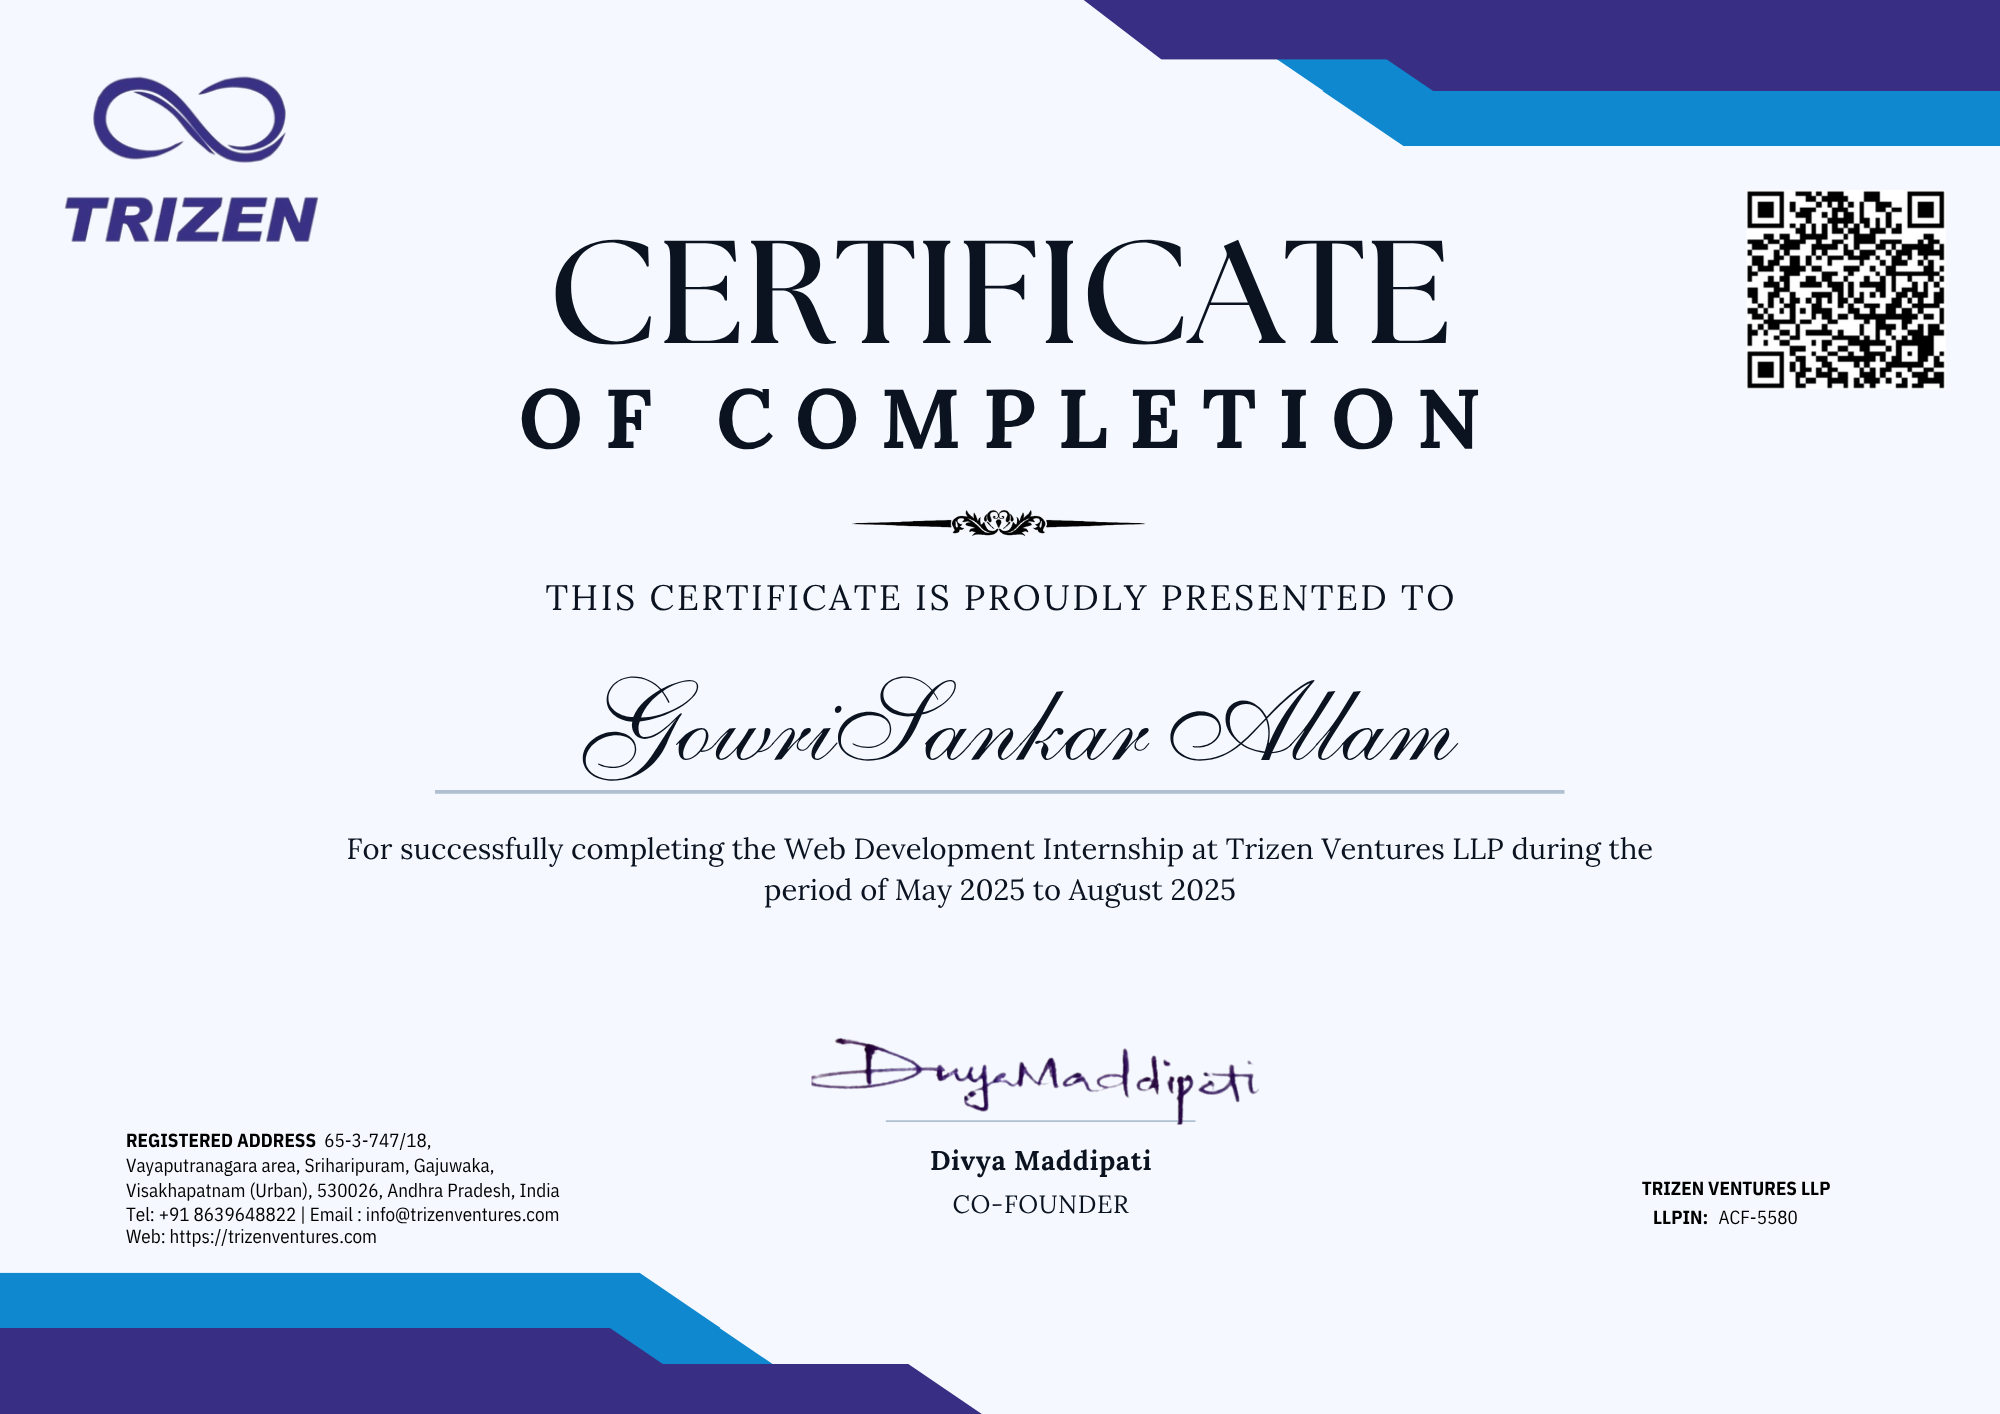 TRIZEN
CERTIFICATE
OF COMPLETION
THIS CERTIFICATE IS PROUDLY PRESENTED TO
GowriSankar Allam
For successfully completing the Web Development Internship at Trizen Ventures LLP during the
period of May 2025 to August 2025
DivyaMaddipati
Divya Maddipati
CO-FOUNDER
REGISTERED ADDRESS 65-3-747/18,
Vayaputranagara area, Sriharipuram, Gajuwaka,
Visakhapatnam (Urban), 530026, Andhra Pradesh, India
Tel: +91 8639648822 | Email : info@trizenventures.com
Web: https://trizenventures.com
TRIZEN VENTURES LLP
LLPIN: ACF-5580